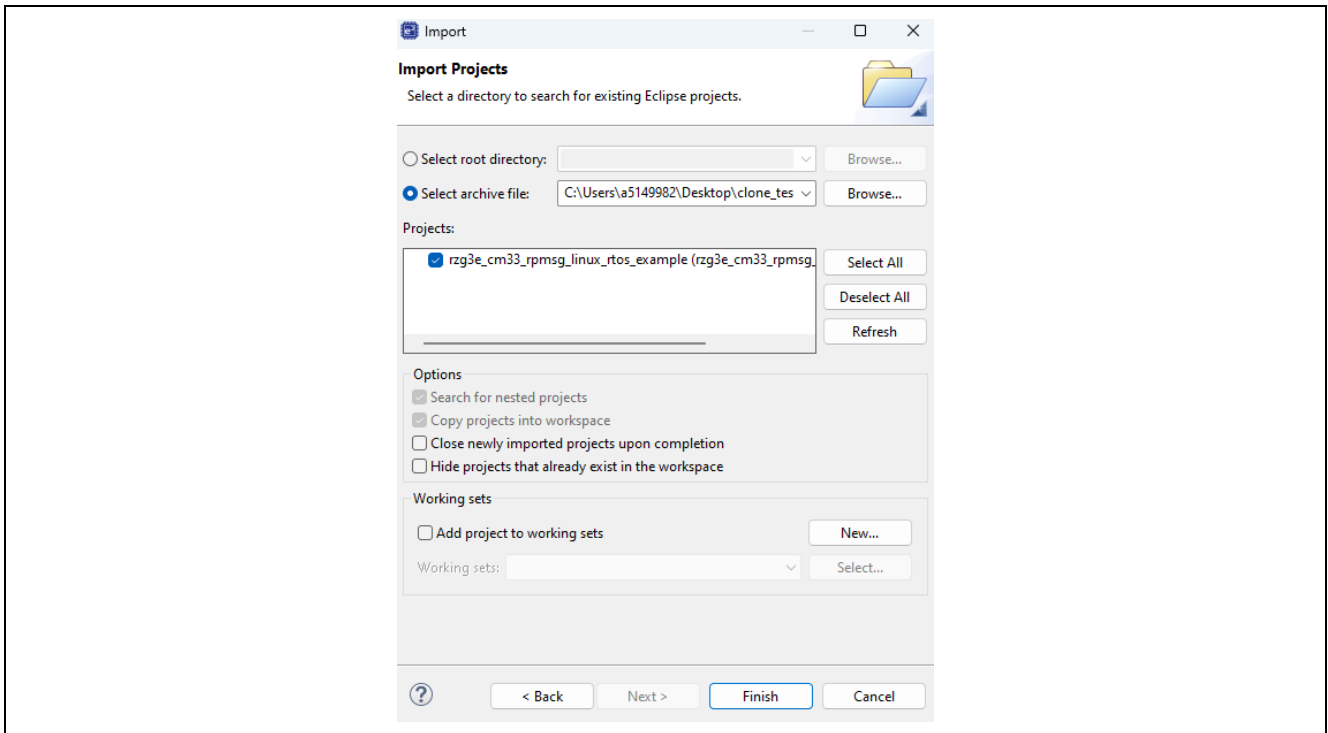 Import
Import Projects
Select a directory to search for existing Eclipse projects.
Select root directory:
Browse...
Select archive file:
C:\Users\a5149982\Desktop\clone_tes
Browse...
Projects:
rzg3e_cm33_rpmsg_linux_rtos_example (rzg3e_cm33_rpmsg_
Select All
Deselect All
Refresh
Options
Search for nested projects
Copy projects into workspace
Close newly imported projects upon completion
Hide projects that already exist in the workspace
Working sets
Add project to working sets
New...
Working sets:
Select...
?
< Back
Next >
Finish
Cancel